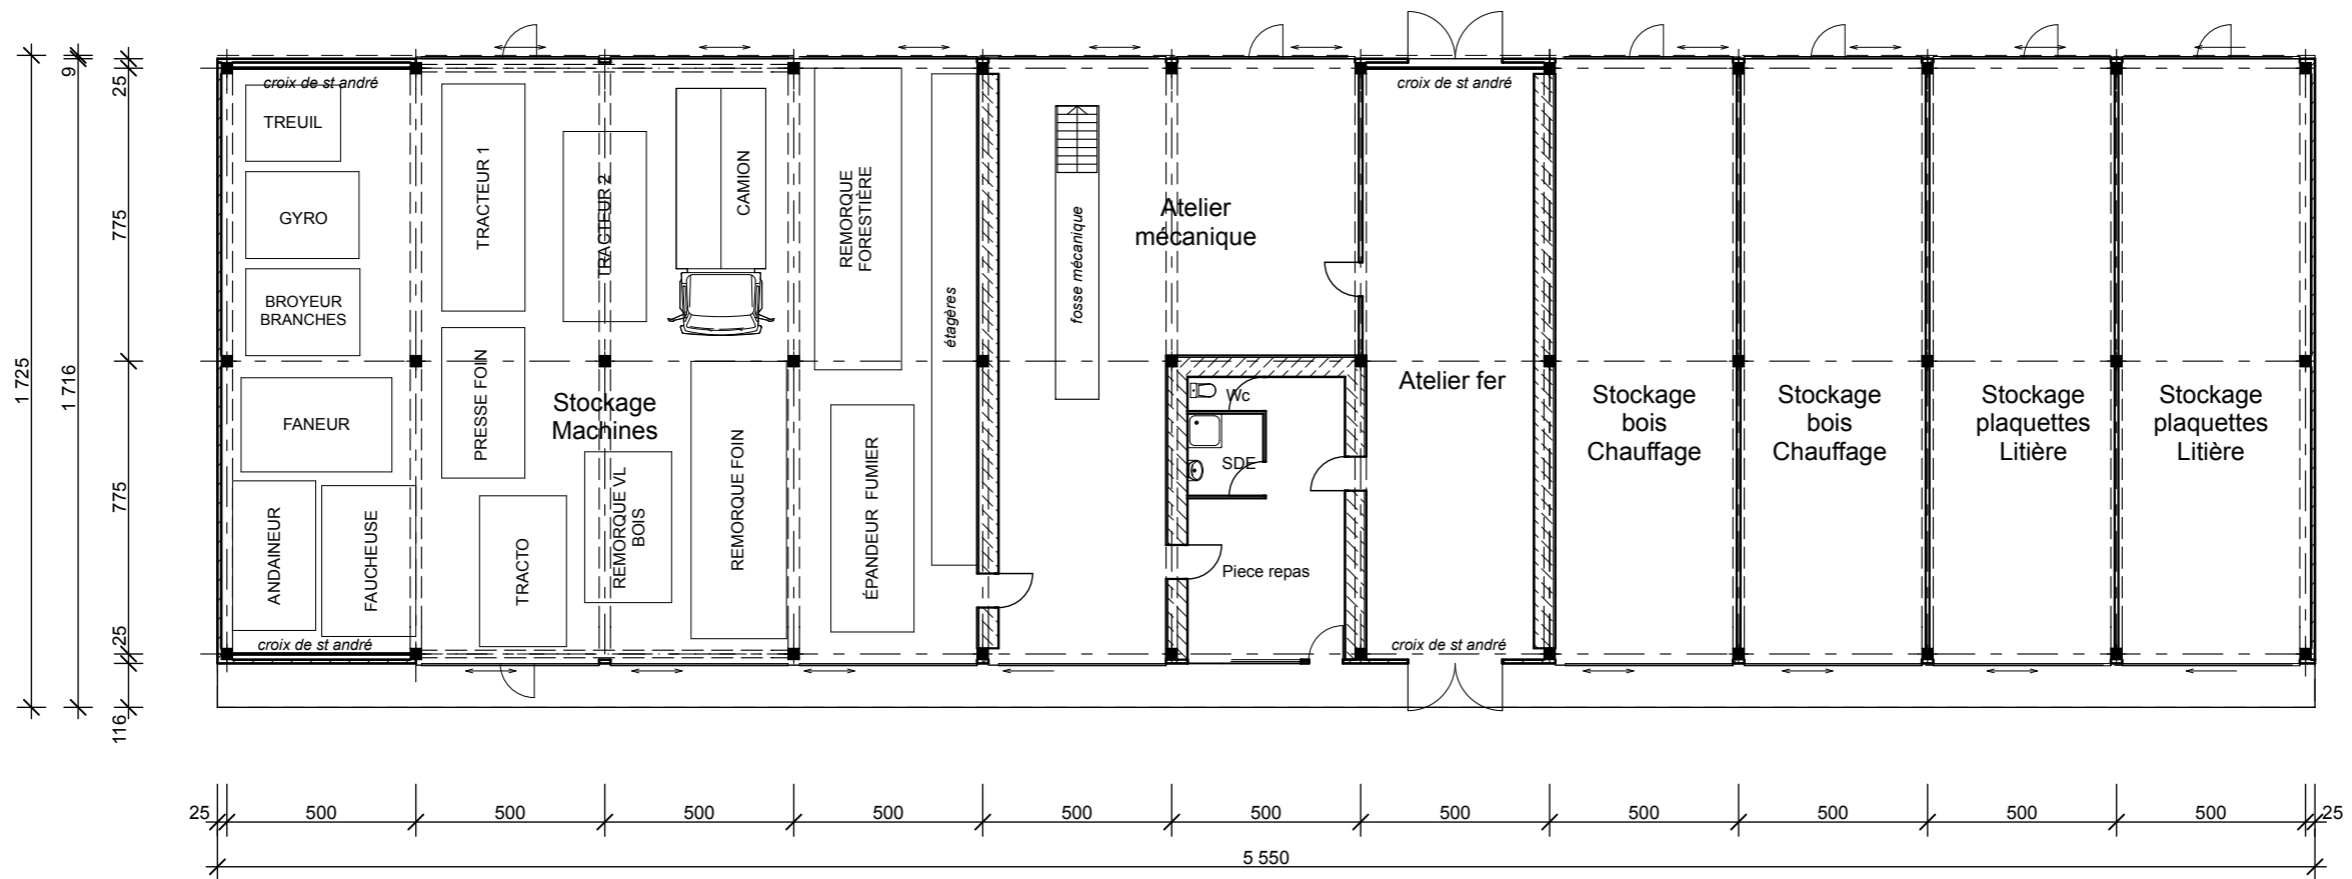 croix de st andré
croix de st andré
TREUIL
GYRO
BROYEUR
BRANCHES
FANEUR
ANDAINEUR
FAUCHEUSE
croix de st andré
TRACTEUR 1
TRACTEUR 2
CAMION
REMORQUE
FORESTIÈRE
étagères
PRESSE FOIN
Stockage
Machines
TRACTO
REMORQUE VL
BOIS
REMORQUE FOIN
ÉPANDEUR FUMIER
fosse mécanique
Atelier
mécanique
Wc
SDE
Piece repas
Atelier fer
croix de st andré
Stockage
bois
Chauffage
Stockage
bois
Chauffage
Stockage
plaquettes
Litière
Stockage
plaquettes
Litière
1 725
1 716
9
25
775
775
25
116
25
500
500
500
500
500
500
500
500
500
500
500
25
5 550